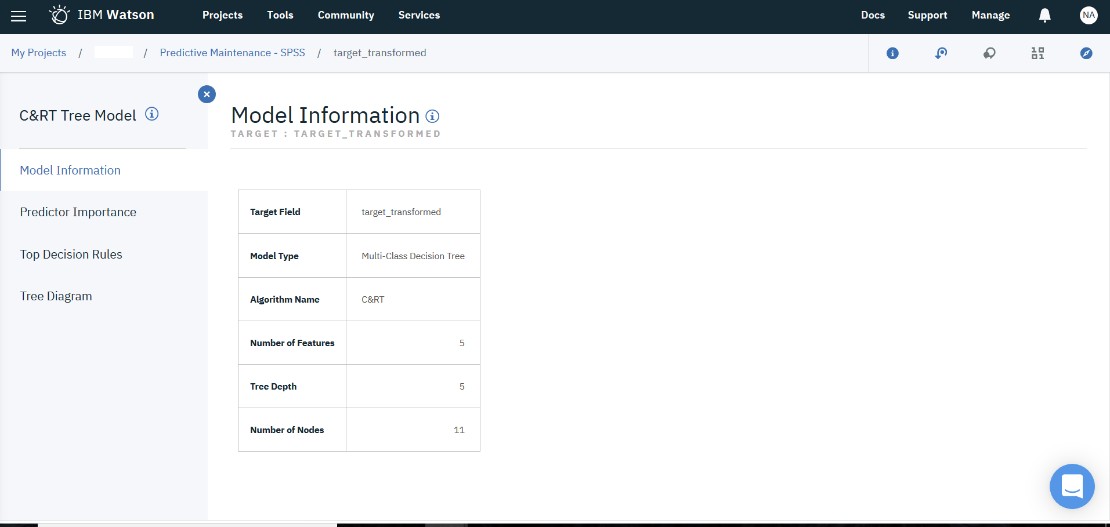 IBM Watson Projects Tools Community Services Docs Support Manage NA
My Projects / / Predictive Maintenance - SPSS / target_transformed
C&RT Tree Model
Model Information
Predictor Importance
Top Decision Rules
Tree Diagram
Model Information
TARGET : TARGET_TRANSFORMED
Target Field target_transformed
Model Type Multi-Class Decision Tree
Algorithm Name C&RT
Number of Features 5
Tree Depth 5
Number of Nodes 11